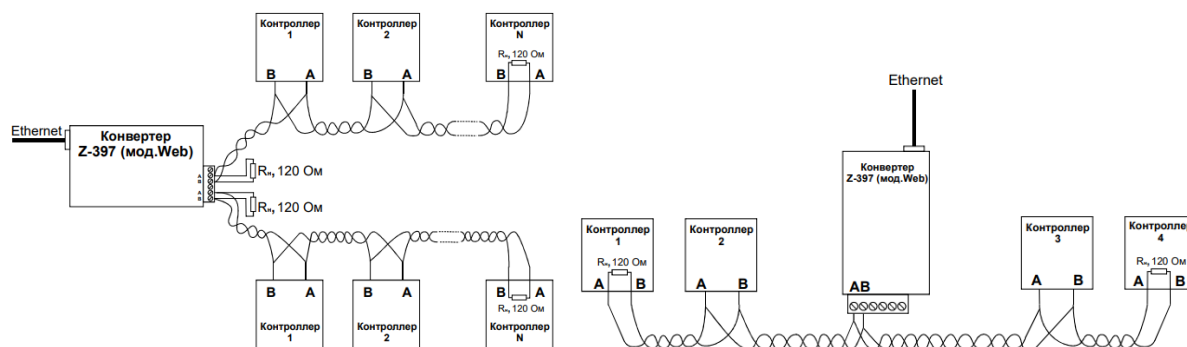 Контроллер
1
B A
Контроллер
2
B A
Контроллер
N
Rн, 120 Ом
B A
Ethernet
Конвертер
Z-397 (мод.Web)
A
B
A
B
Rн, 120 Ом
Rн, 120 Ом
B A
Контроллер
1
B A
Контроллер
2
B A
Rн, 120 Ом
Контроллер
N
Ethernet
Конвертер
Z-397 (мод.Web)
AB
Контроллер
1
Rн, 120 Ом
A B
Контроллер
2
A B
Контроллер
3
A B
Контроллер
4
Rн, 120 Ом
A B